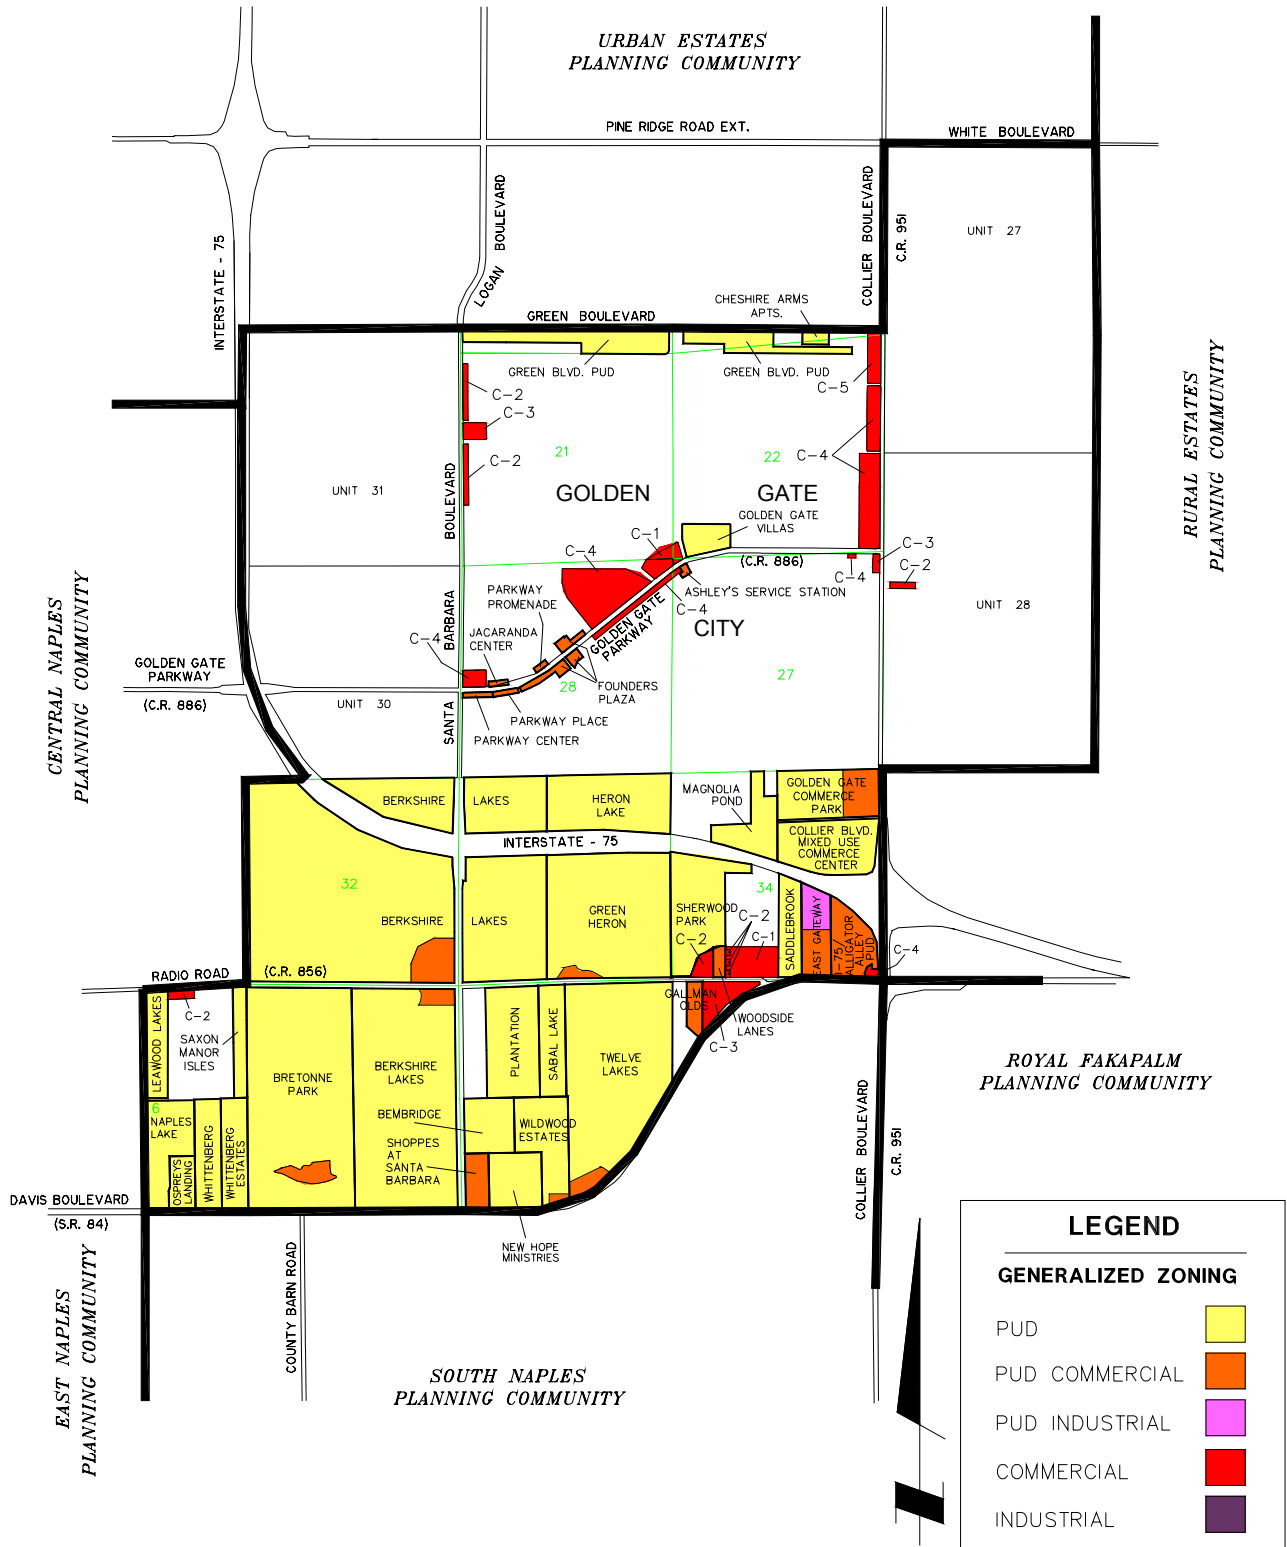 URBAN ESTATES
PLANNING COMMUNITY
PINE RIDGE ROAD EXT.
WHITE BOULEVARD
INTERSTATE - 75
LOGAN BOULEVARD
COLLIER BOULEVARD
C.R. 951
UNIT 27
CHESHIRE ARMS
APTS.
GREEN BOULEVARD
GREEN BLVD. PUD
GREEN BLVD. PUD
C-5
C-2
C-3
C-2
21
22
C-4
UNIT 31
GOLDEN GATE
CITY
GOLDEN GATE
VILLAS
C-1
C-4
(C.R. 886)
C-3
C-4
C-2
RURAL ESTATES
PLANNING COMMUNITY
SANTA BARBARA BOULEVARD
PARKWAY
PROMENADE
ASHLEY'S SERVICE STATION
C-4
GOLDEN GATE
PARKWAY
UNIT 28
JACARANDA
CENTER
C-4
CENTRAL NAPLES
PLANNING COMMUNITY
GOLDEN GATE
PARKWAY
(C.R. 886)
UNIT 30
28
FOUNDERS
PLAZA
27
PARKWAY PLACE
PARKWAY CENTER
BERKSHIRE LAKES
HERON
LAKE
MAGNOLIA
POND
GOLDEN GATE
COMMERCE
PARK
COLLIER BLVD.
MIXED USE
COMMERCE
CENTER
INTERSTATE - 75
32
34
BERKSHIRE LAKES
GREEN
HERON
SHERWOOD
PARK
C-2
C-2
C-1
SADDLEBROOK
EAST GATEWAY
I-75/
ALLIGATOR
ALLEY
PUD
C-4
RADIO ROAD
(C.R. 856)
LEAWOOD LAKES
C-2
SAXON
MANOR
ISLES
GALLMAN
OLDS
WOODSIDE
LANES
C-3
BRETONNE
PARK
BERKSHIRE
LAKES
PLANTATION
SABAL LAKE
TWELVE
LAKES
ROYAL FAKAPALM
PLANNING COMMUNITY
6
NAPLES
LAKE
OSPREYS
LANDING
WHITTENBERG
WHITTENBERG
ESTATES
BEMBRIDGE
WILDWOOD
ESTATES
SHOPPES
AT
SANTA
BARBARA
COLLIER BOULEVARD
C.R. 951
DAVIS BOULEVARD
(S.R. 84)
NEW HOPE
MINISTRIES
COUNTY BARN ROAD
EAST NAPLES
PLANNING COMMUNITY
SOUTH NAPLES
PLANNING COMMUNITY
LEGEND
GENERALIZED ZONING
PUD
PUD COMMERCIAL
PUD INDUSTRIAL
COMMERCIAL
INDUSTRIAL